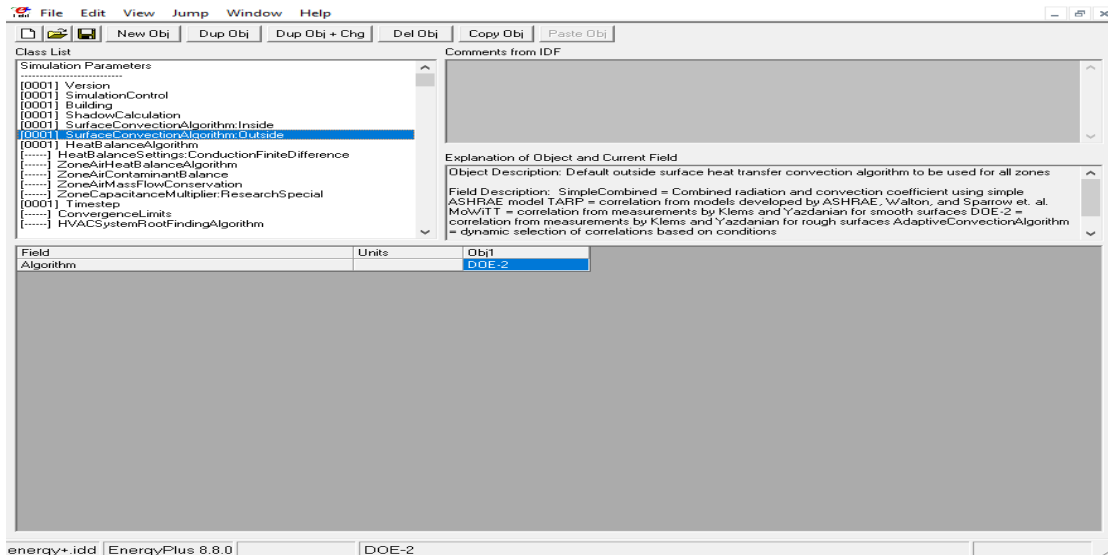 File Edit View Jump Window Help
New Obj Dup Obj Dup Obj + Chg Del Obj Copy Obj Paste Obj
Class List
Simulation Parameters
-------------------------
[0001] Version
[0001] SimulationControl
[0001] Building
[0001] ShadowCalculation
[0001] SurfaceConvectionAlgorithm:Inside
[0001] SurfaceConvectionAlgorithm:Outside
[0001] HeatBalanceAlgorithm
[------] HeatBalanceSettings:ConductionFiniteDifference
[------] ZoneAirHeatBalanceAlgorithm
[------] ZoneAirContaminantBalance
[------] ZoneAirMassFlowConservation
[------] ZoneCapacitanceMultiplier:ResearchSpecial
[0001] Timestep
[------] ConvergenceLimits
[------] HVACSystemRootFindingAlgorithm
Comments from IDF
Explanation of Object and Current Field
Object Description: Default outside surface heat transfer convection algorithm to be used for all zones
Field Description: SimpleCombined = Combined radiation and convection coefficient using simple
ASHRAE model TARP = correlation from models developed by ASHRAE, Walton, and Sparrow et. al.
MoWiTT = correlation from measurements by Klems and Yazdanian for smooth surfaces DOE-2 =
correlation from measurements by Klems and Yazdanian for rough surfaces AdaptiveConvectionAlgorithm
= dynamic selection of correlations based on conditions
Field Units Obj1
Algorithm DOE-2
energy+.idd EnergyPlus 8.8.0 DOE-2